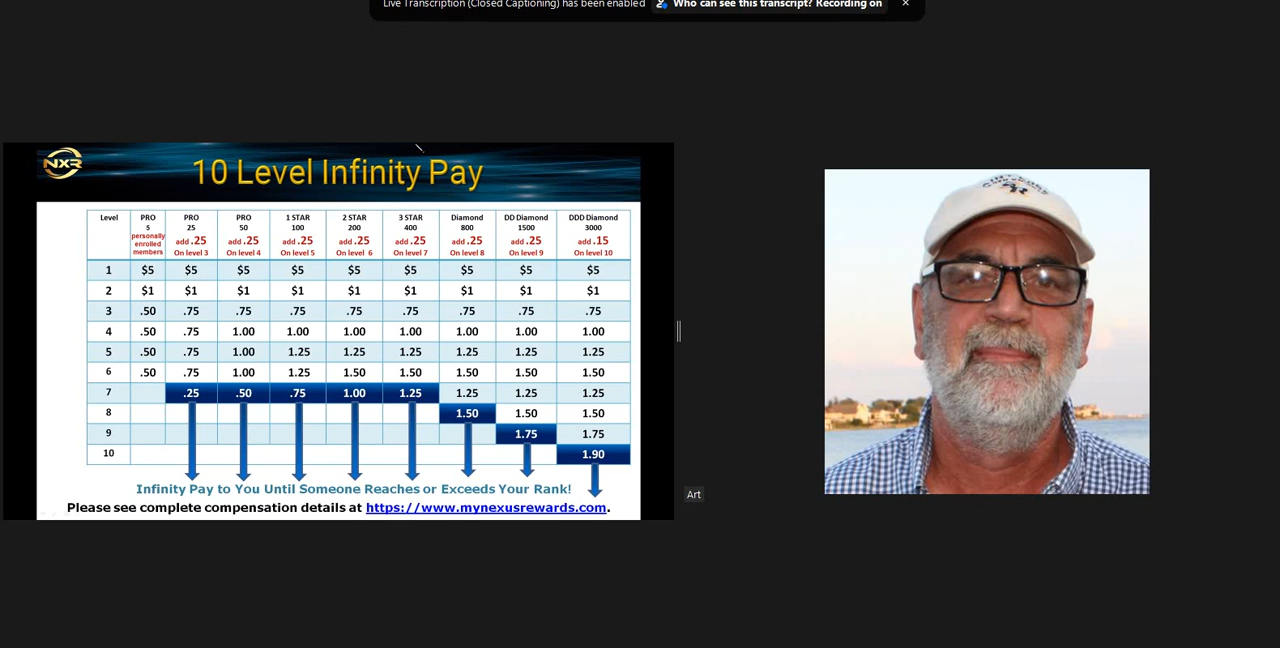 Live Transcription (Closed Captioning) has been enabled Who can see this transcript? Recording on
NXR
10 Level Infinity Pay
Level PRO PRO PRO 1 STAR 2 STAR 3 STAR Diamond DD Diamond DDD Diamond
5 25 50 100 200 400 800 1500 3000
personally enrolled members add .25 add .25 add .25 add .25 add .25 add .25 add .25 add .15
On level 3 On level 4 On level 5 On level 6 On level 7 On level 8 On level 9 On level 10
1 $5 $5 $5 $5 $5 $5 $5 $5 $5
2 $1 $1 $1 $1 $1 $1 $1 $1 $1
3 .50 .75 .75 .75 .75 .75 .75 .75 .75
4 .50 .75 1.00 1.00 1.00 1.00 1.00 1.00 1.00
5 .50 .75 1.00 1.25 1.25 1.25 1.25 1.25 1.25
6 .50 .75 1.00 1.25 1.50 1.50 1.50 1.50 1.50
7 .25 .50 .75 1.00 1.25 1.25 1.25 1.25
8 1.50 1.50 1.50
9 1.75 1.75
10 1.90
Infinity Pay to You Until Someone Reaches or Exceeds Your Rank!
Please see complete compensation details at https://www.mynexusrewards.com.
Art